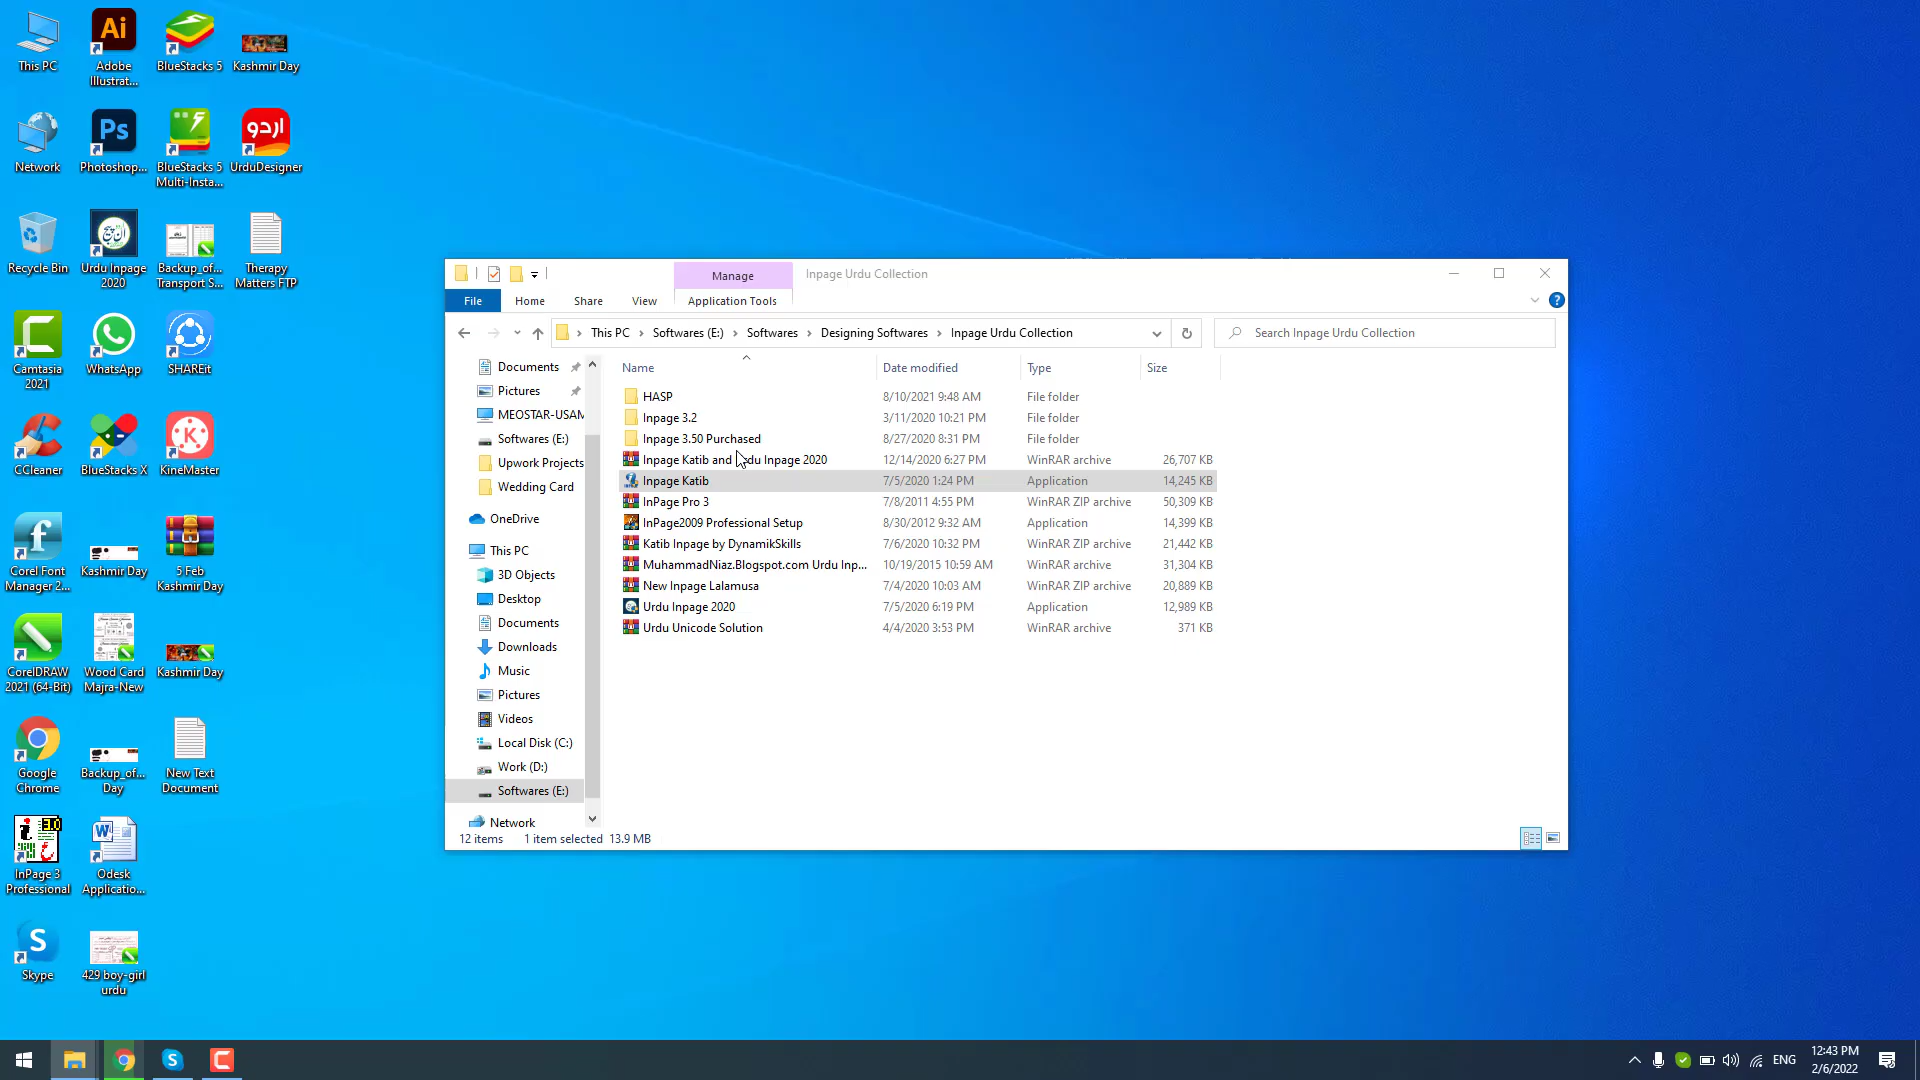 This PC
Adobe
Illustrat...
BlueStacks 5
Kashmir Day
Network
Photoshop...
BlueStacks 5
Multi-Insta...
UrduDesigner
Recycle Bin
Urdu Inpage
2020
Backup_of...
Transport S...
Therapy
Matters FTP
Camtasia
2021
WhatsApp
SHAREit
CCleaner
BlueStacks X
KineMaster
Corel Font
Manager 2...
Kashmir Day
5 Feb
Kashmir Day
CorelDRAW
2021 (64-Bit)
Wood Card
Majra-New
Kashmir Day
Google
Chrome
Backup_of...
Day
New Text
Document
InPage 3
Professional
Odesk
Applicatio...
Skype
429 boy-girl
urdu
Ai
Ps
اردو
ان پیج
Manage
Inpage Urdu Collection
File
Home
Share
View
Application Tools
This PC
Softwares (E:)
Softwares
Designing Softwares
Inpage Urdu Collection
Search Inpage Urdu Collection
Documents
Pictures
MEOSTAR-USAM
Softwares (E:)
Upwork Projects
Wedding Card
OneDrive
This PC
3D Objects
Desktop
Documents
Downloads
Music
Pictures
Videos
Local Disk (C:)
Work (D:)
Softwares (E:)
Network
Name Date modified Type Size
HASP 8/10/2021 9:48 AM File folder
Inpage 3.2 3/11/2020 10:21 PM File folder
Inpage 3.50 Purchased 8/27/2020 8:31 PM File folder
Inpage Katib and Urdu Inpage 2020 12/14/2020 6:27 PM WinRAR archive 26,707 KB
Inpage Katib 7/5/2020 1:24 PM Application 14,245 KB
InPage Pro 3 7/8/2011 4:55 PM WinRAR ZIP archive 50,309 KB
InPage2009 Professional Setup 8/30/2012 9:32 AM Application 14,399 KB
Katib Inpage by DynamikSkills 7/6/2020 10:32 PM WinRAR ZIP archive 21,442 KB
MuhammadNiaz.Blogspot.com Urdu Inp... 10/19/2015 10:59 AM WinRAR archive 31,304 KB
New Inpage Lalamusa 7/4/2020 10:03 AM WinRAR ZIP archive 20,889 KB
Urdu Inpage 2020 7/5/2020 6:19 PM Application 12,989 KB
Urdu Unicode Solution 4/4/2020 3:53 PM WinRAR archive 371 KB
12 items 1 item selected 13.9 MB
ENG
12:43 PM
2/6/2022